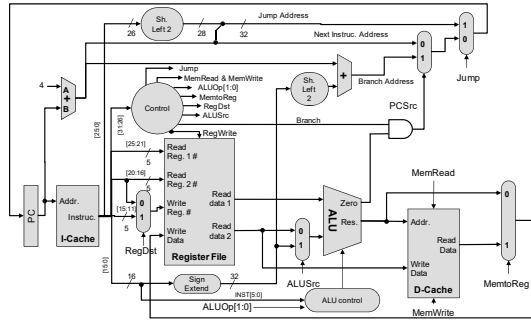 Sh.
Left 2
26
28
32
Jump Address
Next Instruc. Address
1
0
Jump
4
A
+
B
Jump
MemRead & MemWrite
ALUOp[1:0]
MemtoReg
RegDst
ALUSrc
Control
Sh.
Left
2
+
Branch Address
0
1
PCSrc
Branch
RegWrite
[25:0]
[31:26]
[25:21]
5
[20:16]
5
[15:11]
5
[15:0]
PC
Addr.
Instruc.
I-Cache
0
1
RegDst
Read
Reg. 1 #
Read
Reg. 2 #
Write
Reg. #
Write
Data
Read
data 1
Read
data 2
Register File
16
Sign
Extend
32
0
1
ALUSrc
ALU
Zero
Res.
INST[5:0]
ALUOp[1:0]
ALU control
MemRead
Addr.
Read
Data
Write
Data
D-Cache
MemWrite
0
1
MemtoReg